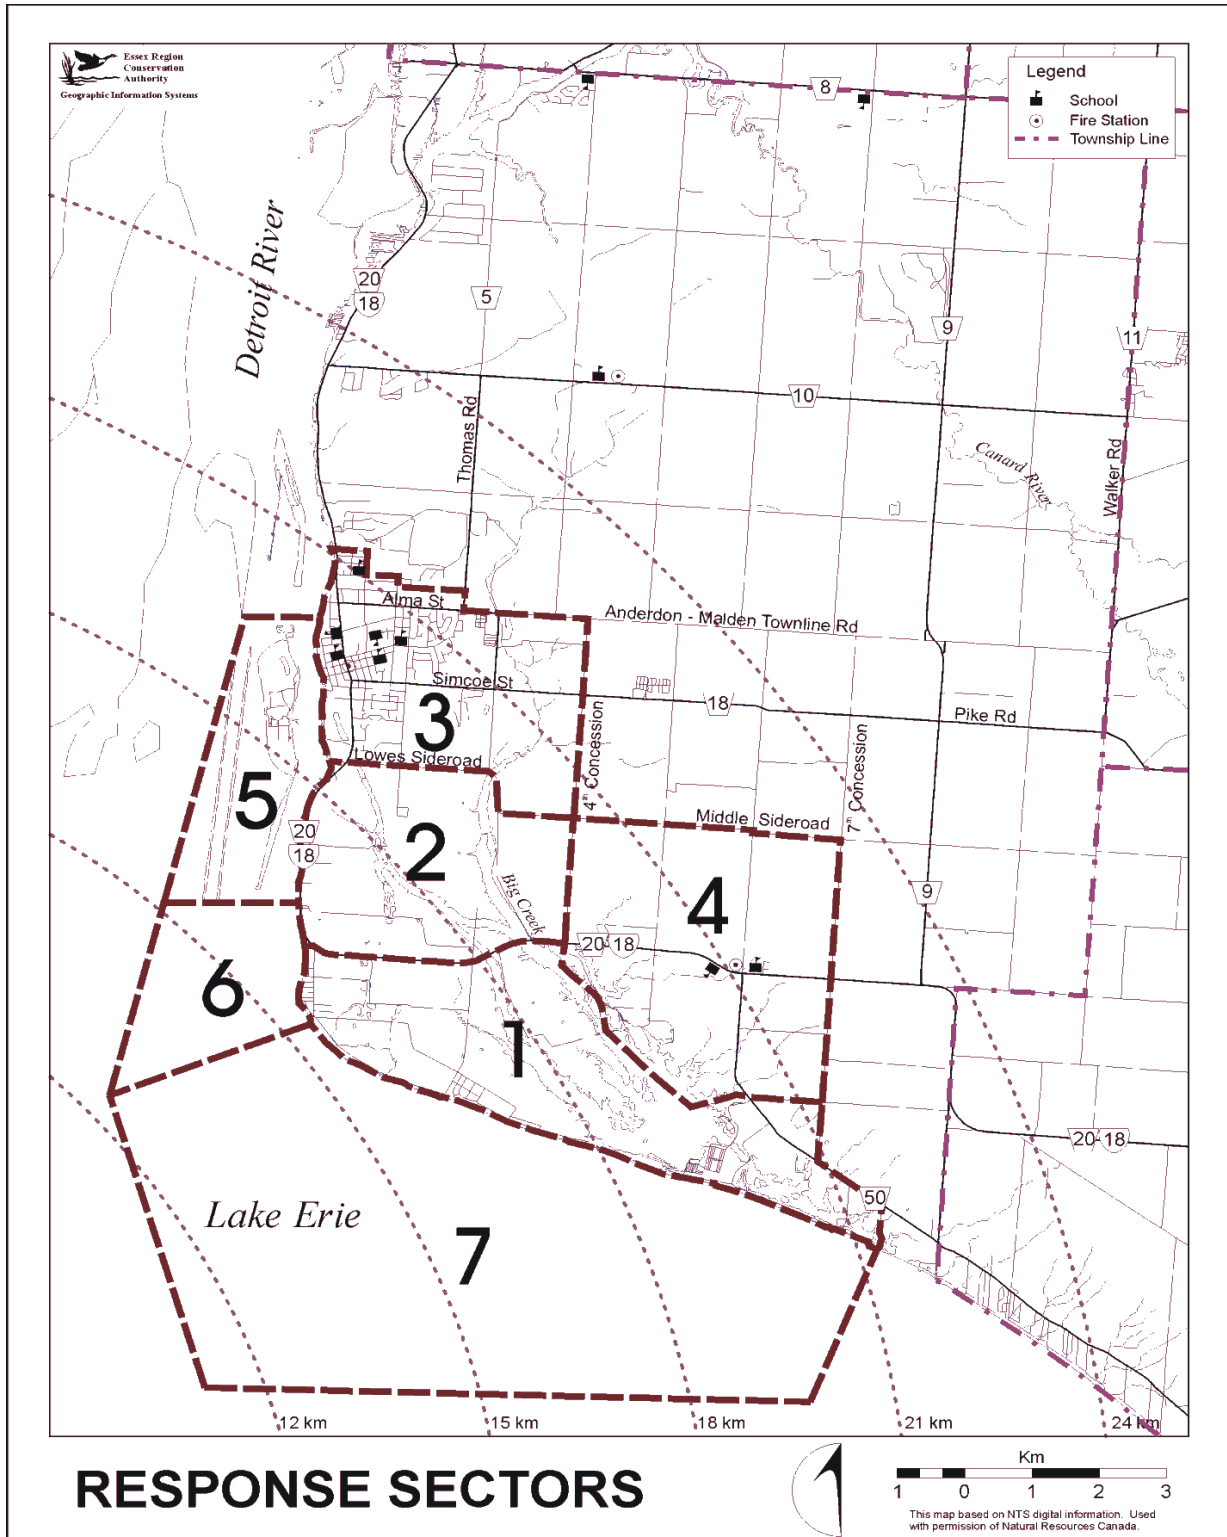 Essex Region
Conservation
Authority
Geographic Information Systems
Legend
School
Fire Station
Township Line
8
Detroit River
20
18
5
9
11
10
Thomas Rd
Canard River
Walker Rd
Alma St
Anderdon - Malden Townline Rd
Simcoe St
18
Pike Rd
3
4th Concession
7th Concession
Lowes Sideroad
5
Middle Sideroad
20
18
2
Big Creek
4
9
20 18
6
1
20 18
50
Lake Erie
7
12 km
15 km
18 km
21 km
24 km
RESPONSE SECTORS
Km
1 0 1 2 3
This map based on NTS digital information. Used
with permission of Natural Resources Canada.